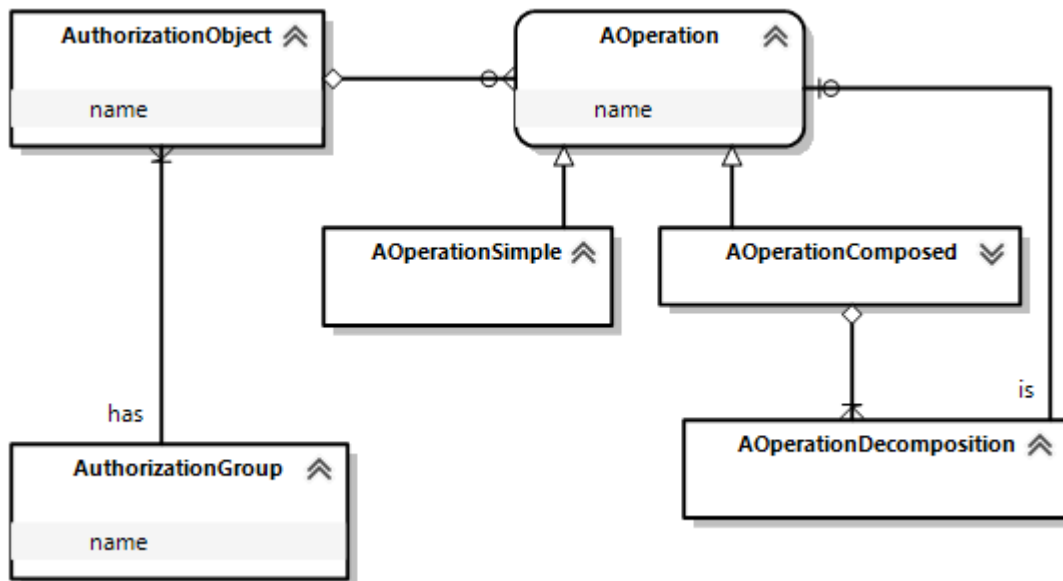 AuthorizationObject
name
AOperation
name
AOperationSimple
AOperationComposed
has
is
AuthorizationGroup
name
AOperationDecomposition